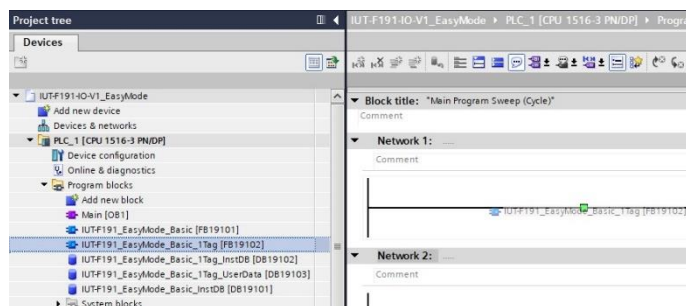 Project tree
Devices
IUT-F191-IO-V1_EasyMode
Add new device
Devices & networks
PLC_1 [CPU 1516-3 PN/DP]
Device configuration
Online & diagnostics
Program blocks
Add new block
Main [OB1]
IUT-F191_EasyMode_Basic [FB19101]
IUT-F191_EasyMode_Basic_1Tag [FB19102]
IUT-F191_EasyMode_Basic_1Tag_InstDB [DB19102]
IUT-F191_EasyMode_Basic_1Tag_UserData [DB19103]
IUT-F191_EasyMode_Basic_InstDB [DB19101]
System blocks
IUT-F191-IO-V1_EasyMode ▸ PLC_1 [CPU 1516-3 PN/DP] ▸ Progra
Block title: "Main Program Sweep (Cycle)"
Comment
Network 1: .....
Comment
IUT-F191_EasyMode_Basic_1Tag [FB19102]
Network 2: .....
Comment